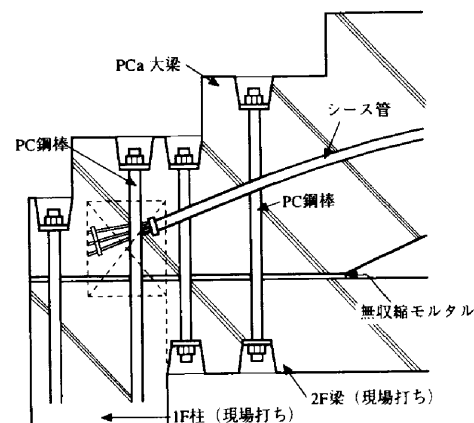 PCa 大梁
シース管
PC鋼棒
PC鋼棒
無収縮モルタル
2F梁（現場打ち）
1F柱（現場打ち）